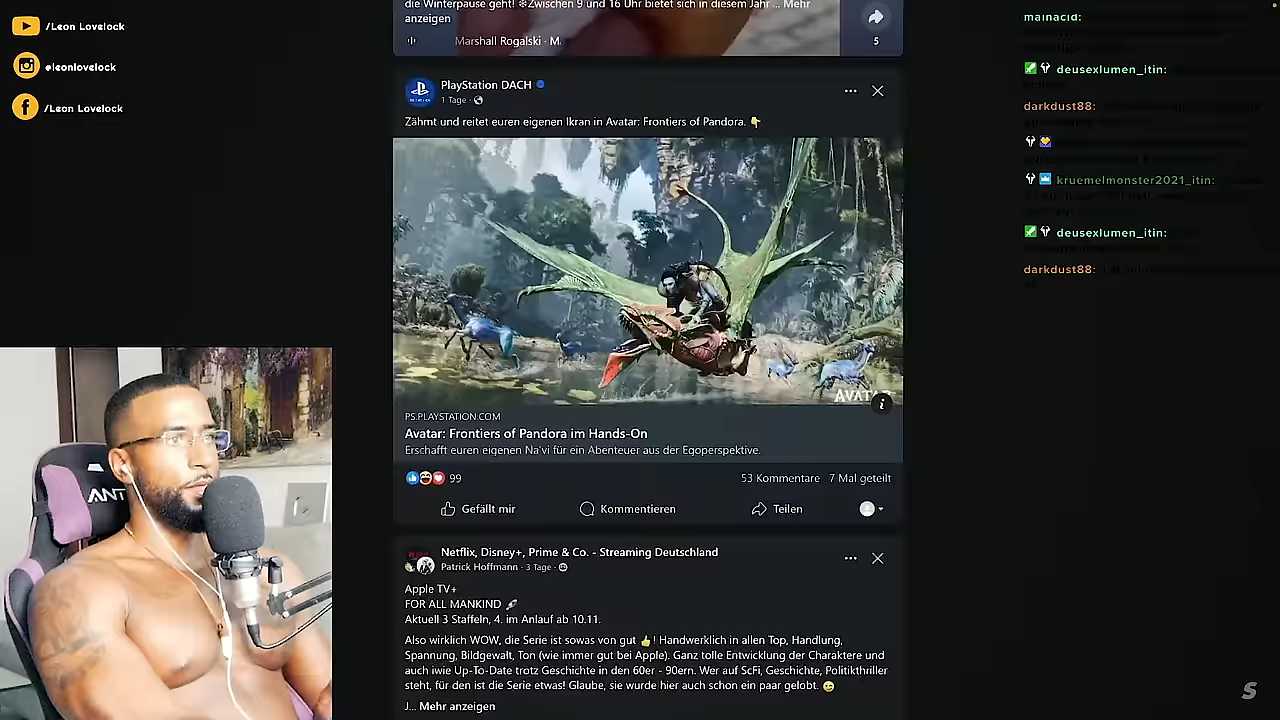 /Leon Lovelock
@leonlovelock
/Leon Lovelock
die Winterpause geht! ❄Zwischen 9 und 16 Uhr bietet sich in diesem Jahr ... Mehr
anzeigen
Marshall Rogalski · M.
5
PlayStation DACH
1 Tage ·
Zähmt und reitet euren eigenen Ikran in Avatar: Frontiers of Pandora. 👇
AVAT
PS.PLAYSTATION.COM
Avatar: Frontiers of Pandora im Hands-On
Erschafft euren eigenen Na'vi für ein Abenteuer aus der Egoperspektive.
99
53 Kommentare 7 Mal geteilt
Gefällt mir
Kommentieren
Teilen
Netflix, Disney+, Prime & Co. - Streaming Deutschland
Patrick Hoffmann · 3 Tage ·
Apple TV+
FOR ALL MANKIND 🚀
Aktuell 3 Staffeln, 4. im Anlauf ab 10.11.
Also wirklich WOW, die Serie ist sowas von gut 👍! Handwerklich in allen Top, Handlung,
Spannung, Bildgewalt, Ton (wie immer gut bei Apple). Ganz tolle Entwicklung der Charaktere und
auch iwie Up-To-Date trotz Geschichte in den 60er - 90ern. Wer auf ScFi, Geschichte, Politikthriller
steht, für den ist die Serie etwas! Glaube, sie wurde hier auch schon ein paar gelobt. 😅
J... Mehr anzeigen
mainacid:
deusexlumen_itin:
darkdust88:
kruemelmonster2021_itin:
deusexlumen_itin:
darkdust88:
ANT
S